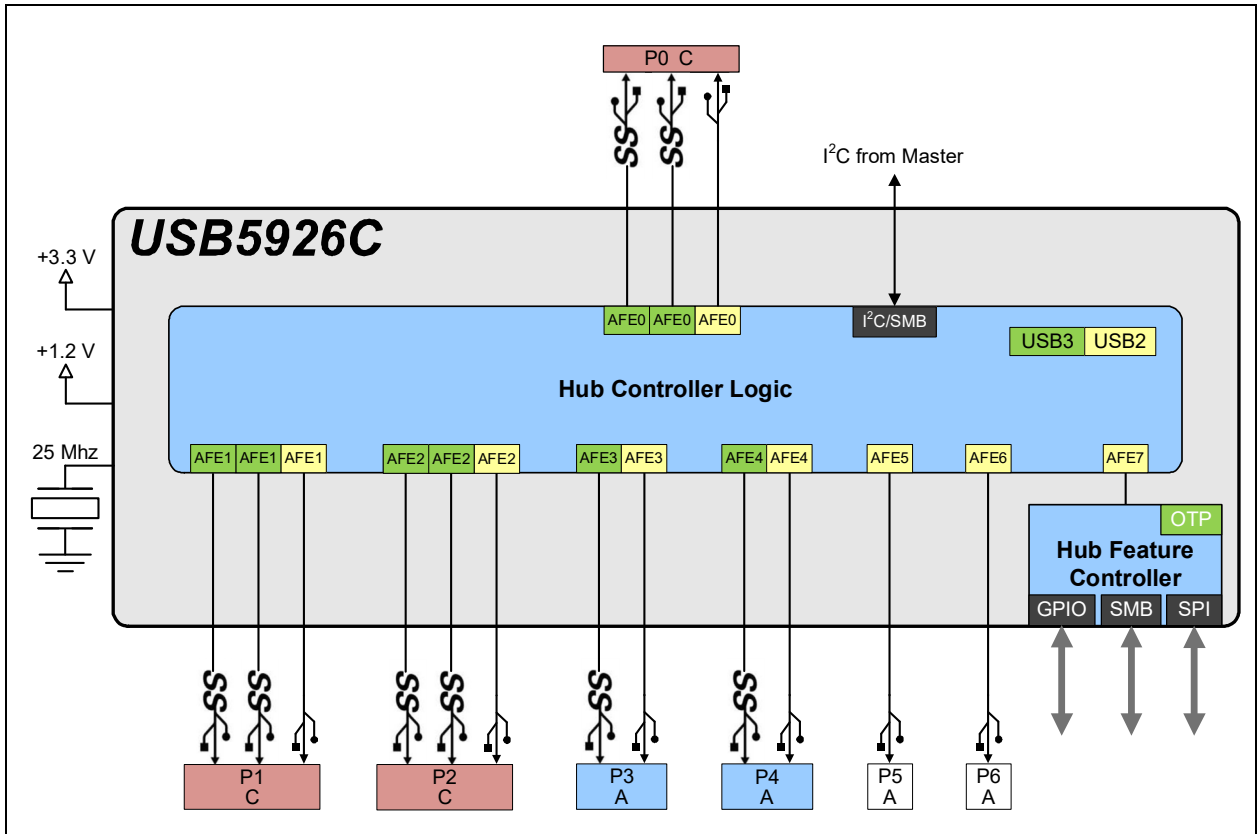 P0 C
SS SS
I²C from Master
USB5926C
+3.3 V
AFE0 AFE0 AFE0
I²C/SMB
USB3 USB2
+1.2 V
Hub Controller Logic
25 Mhz
AFE1 AFE1 AFE1
AFE2 AFE2 AFE2
AFE3 AFE3
AFE4 AFE4
AFE5
AFE6
AFE7
OTP
Hub Feature
Controller
GPIO SMB SPI
SS SS SS SS SS SS
P1
C
P2
C
P3
A
P4
A
P5
A
P6
A